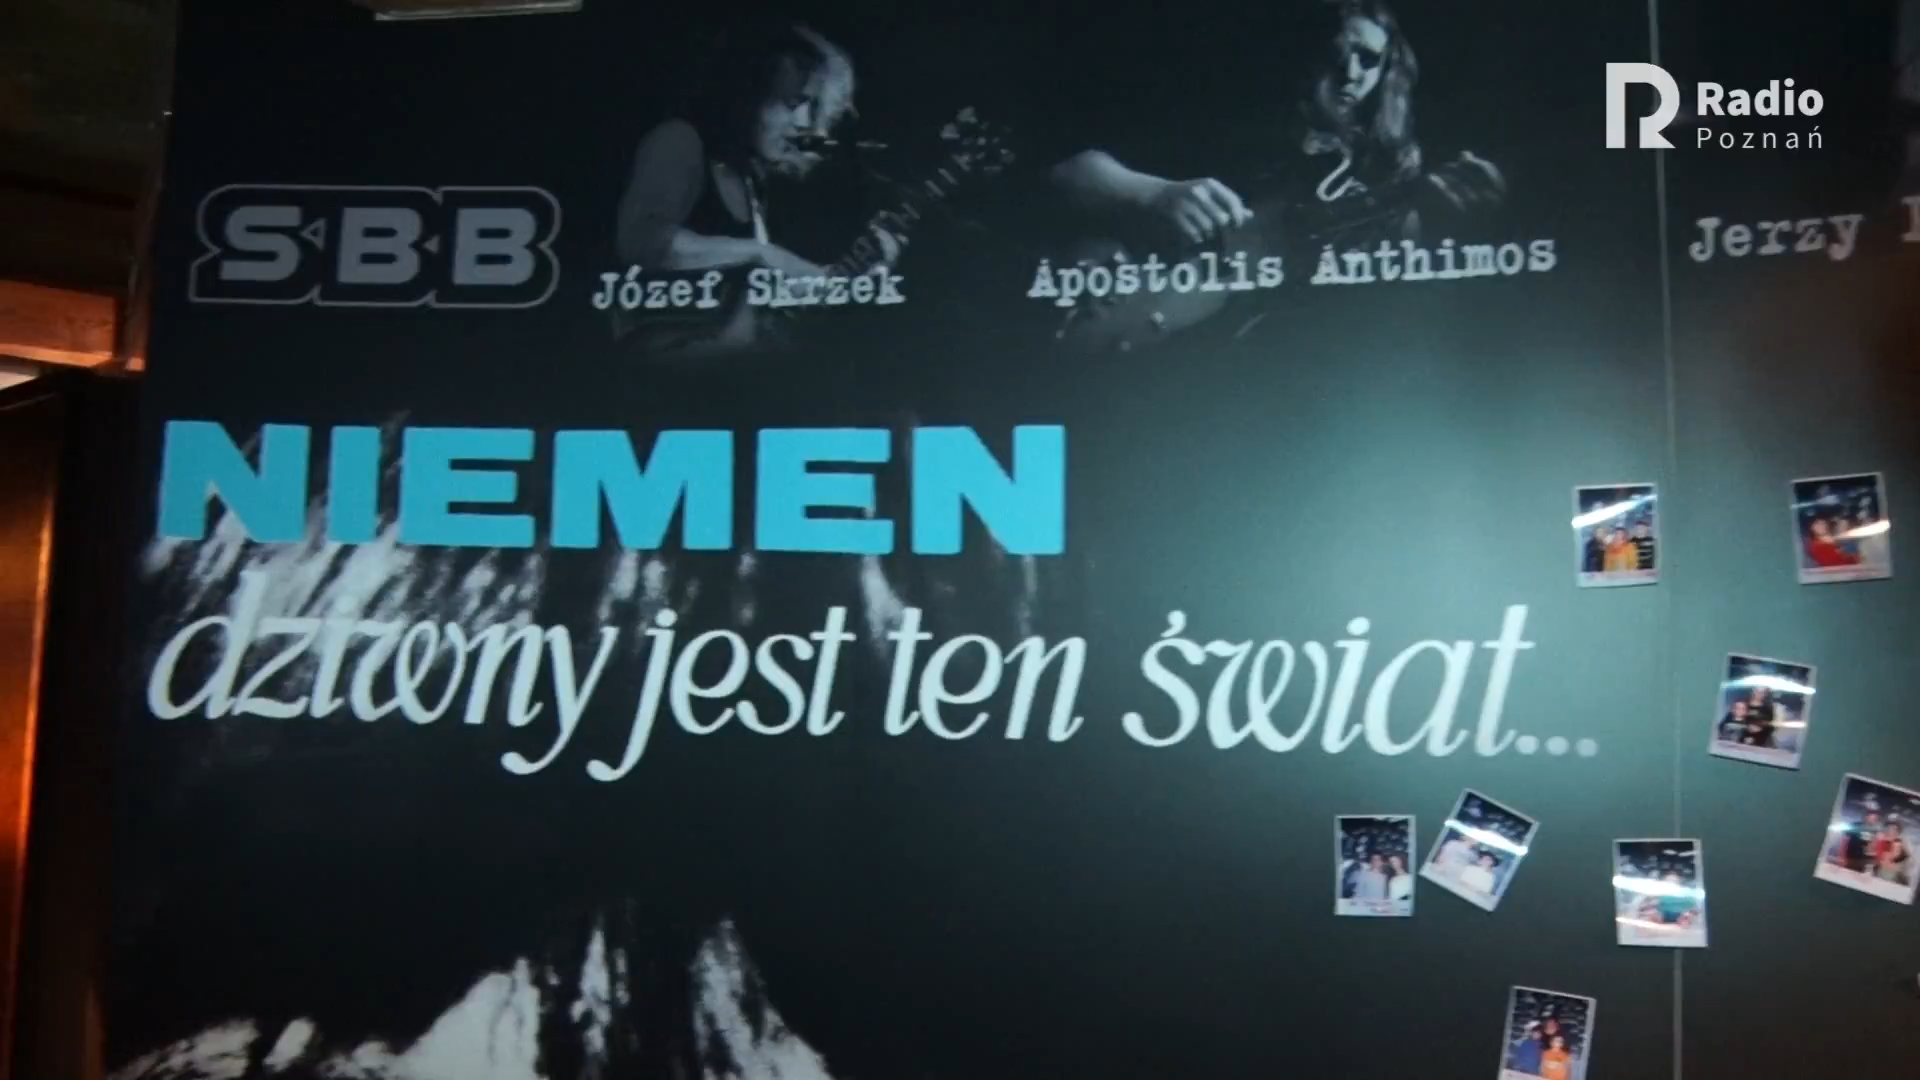 Radio
Poznań
SBB
Józef Skrzek
Apostolis Anthimos
Jerzy
NIEMEN
dziwny jest ten świat...